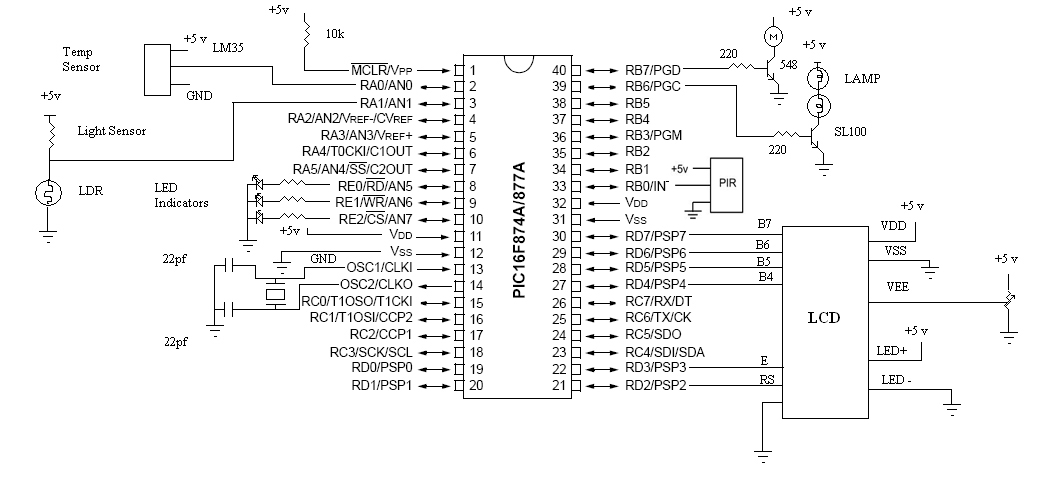 +5v
10k
Temp
Sensor
+5 v
LM35
GND
+5v
Light Sensor
LDR
LED
Indicators
+5v
GND
22pf
22pf
MCLR/VPP
RA0/AN0
RA1/AN1
RA2/AN2/VREF-/CVREF
RA3/AN3/VREF+
RA4/T0CKI/C1OUT
RA5/AN4/SS/C2OUT
RE0/RD/AN5
RE1/WR/AN6
RE2/CS/AN7
VDD
VSS
OSC1/CLKI
OSC2/CLKO
RC0/T1OSO/T1CKI
RC1/T1OSI/CCP2
RC2/CCP1
RC3/SCK/SCL
RD0/PSP0
RD1/PSP1
1
2
3
4
5
6
7
8
9
10
11
12
13
14
15
16
17
18
19
20
PIC16F874A/877A
40
39
38
37
36
35
34
33
32
31
30
29
28
27
26
25
24
23
22
21
RB7/PGD
RB6/PGC
RB5
RB4
RB3/PGM
RB2
RB1
RB0/IN
VDD
VSS
RD7/PSP7
RD6/PSP6
RD5/PSP5
RD4/PSP4
RC7/RX/DT
RC6/TX/CK
RC5/SDO
RC4/SDI/SDA
RD3/PSP3
RD2/PSP2
+5 v
M
220
548
+5 v
LAMP
SL100
220
+5v
PIR
B7
B6
B5
B4
E
RS
LCD
+5 v
VDD
VSS
VEE
+5 v
+5 v
LED+
LED -